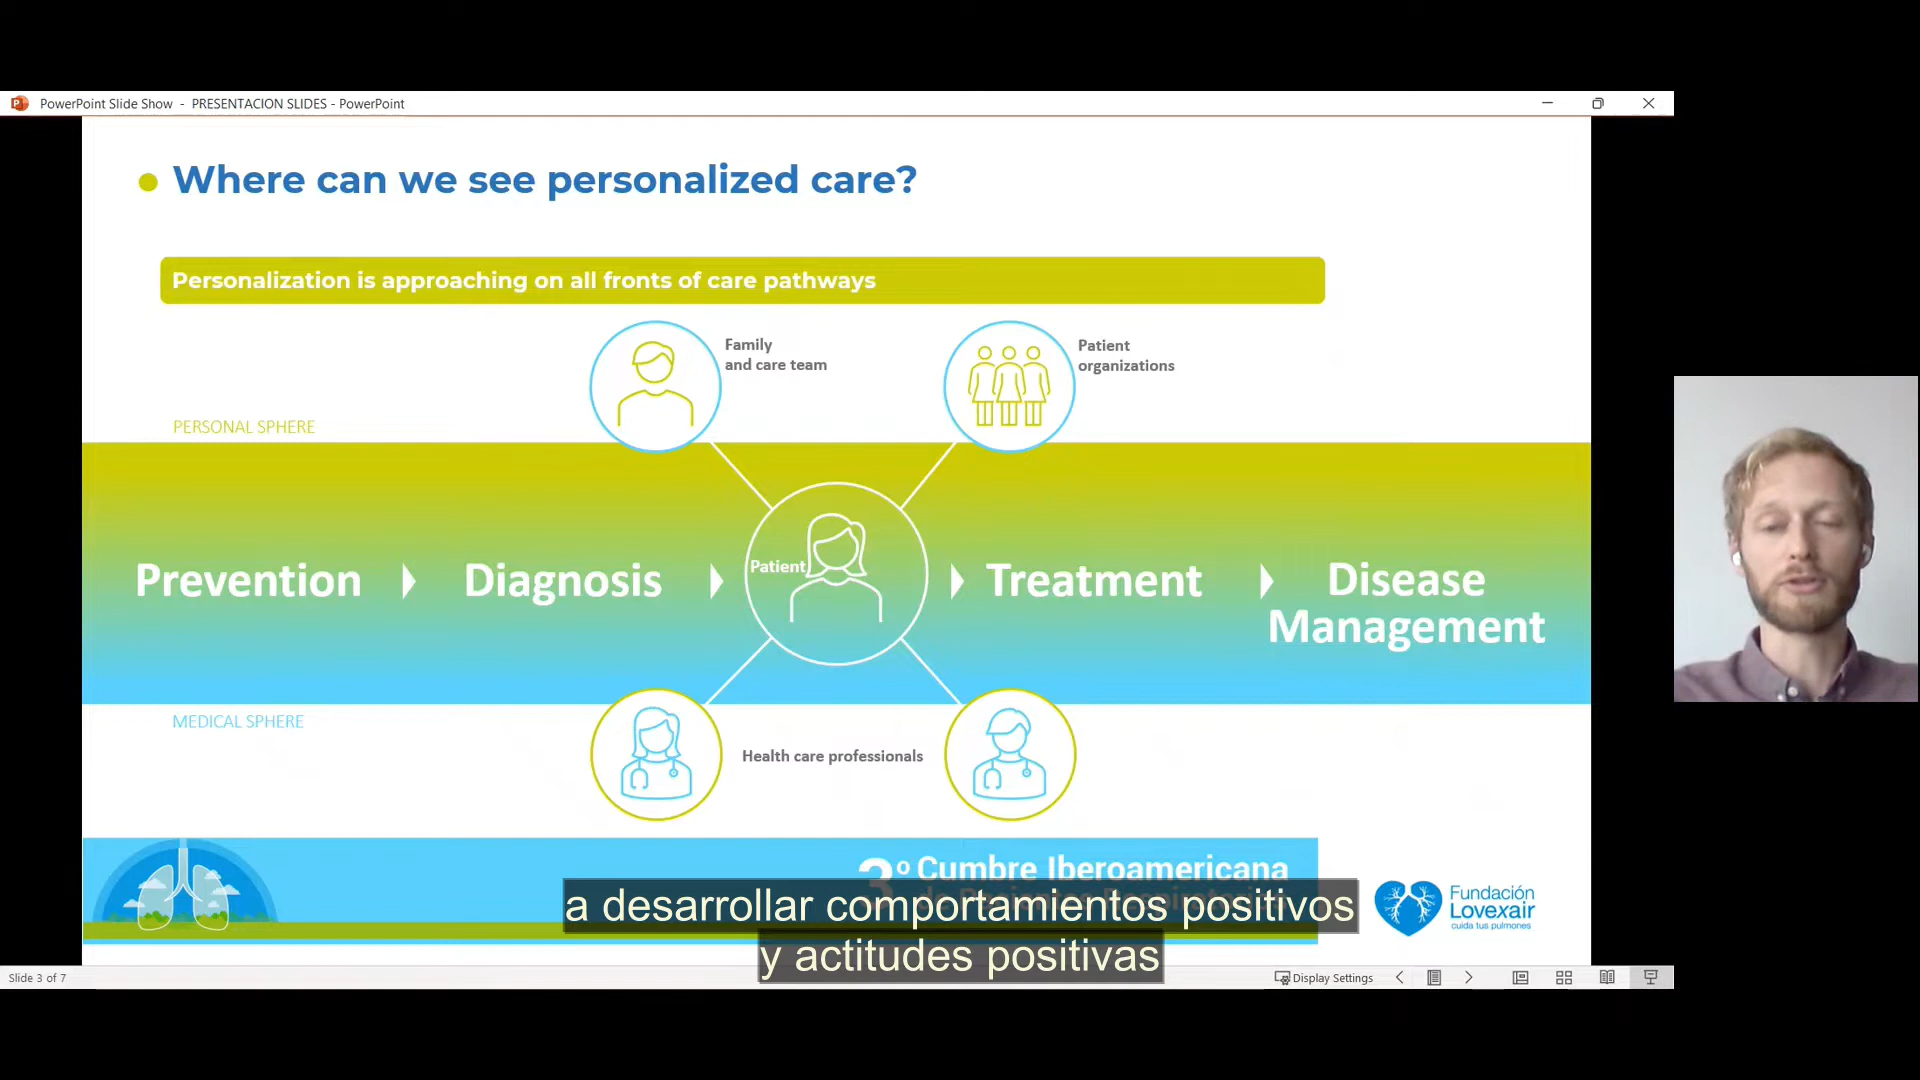 PowerPoint Slide Show - PRESENTACION SLIDES - PowerPoint
Where can we see personalized care?
Personalization is approaching on all fronts of care pathways
Family
and care team
Patient
organizations
PERSONAL SPHERE
Prevention
Diagnosis
Patient
Treatment
Disease
Management
MEDICAL SPHERE
Health care professionals
3º Cumbre Iberoamericana
Fundación
Lovexair
cuida tus pulmones
a desarrollar comportamientos positivos
y actitudes positivas
Slide 3 of 7
Display Settings